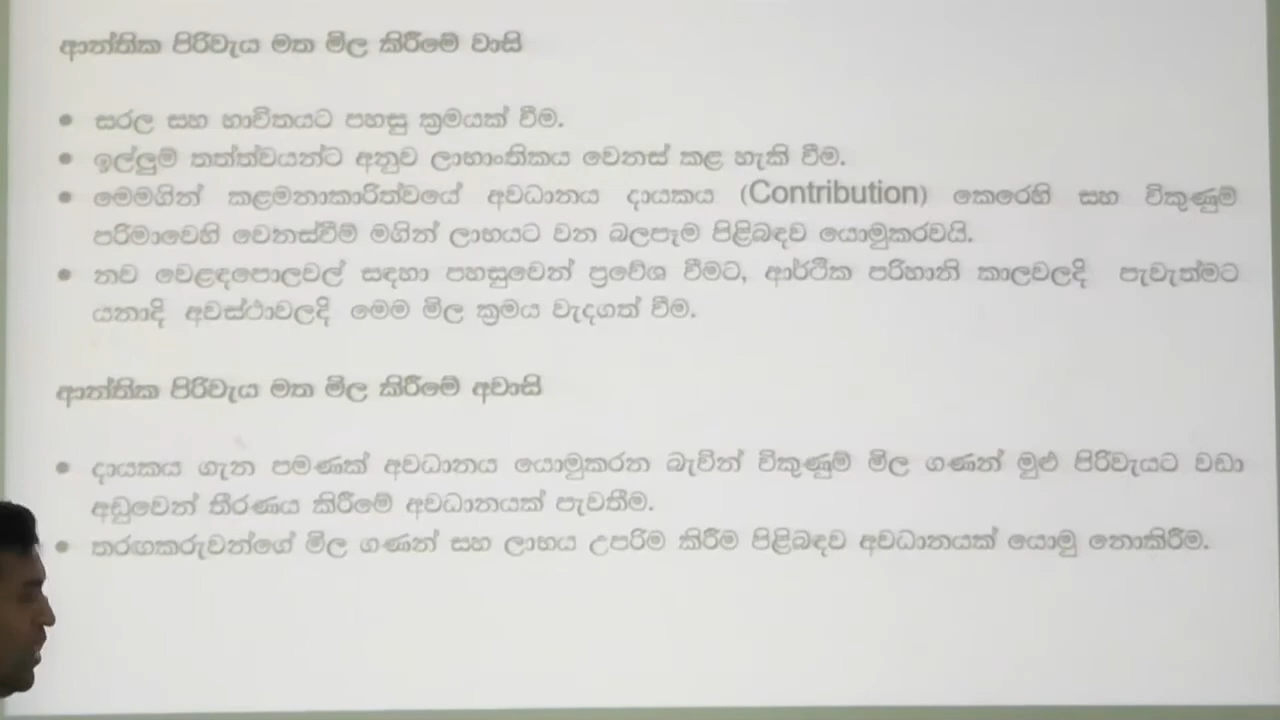 ආන්තික පිරිවැය මත මිල කිරීමේ වාසි
• සරල සහ භාවිතයට පහසු ක්‍රමයක් වීම.
• ඉල්ලුම් තත්ත්වයන්ට අනුව ලාභාංතිකය වෙනස් කළ හැකි වීම.
• මෙමගින් කළමනාකාරිත්වයේ අවධානය දායකය (Contribution) කෙරෙහි සහ විකුණුම්
පරිමාවෙහි වෙනස්වීම් මගින් ලාභයට වන බලපෑම පිළිබඳව යොමුකරවයි.
• නව වෙළඳපොලවල් සඳහා පහසුවෙන් ප්‍රවේශ වීමට, ආර්ථික පරිහානි කාලවලදි පැවැත්මට
යනාදි අවස්ථාවලදි මෙම මිල ක්‍රමය වැදගත් වීම.
ආන්තික පිරිවැය මත මිල කිරීමේ අවාසි
• දායකය ගැන පමණක් අවධානය යොමුකරන බැවින් විකුණුම් මිල ගණන් මුළු පිරිවැයට වඩා
අඩුවෙන් තීරණය කිරීමේ අවධානයක් පැවතීම.
• තරඟකරුවන්ගේ මිල ගණන් සහ ලාභය උපරිම කිරීම පිළිබඳව අවධානයක් යොමු නොකිරීම.